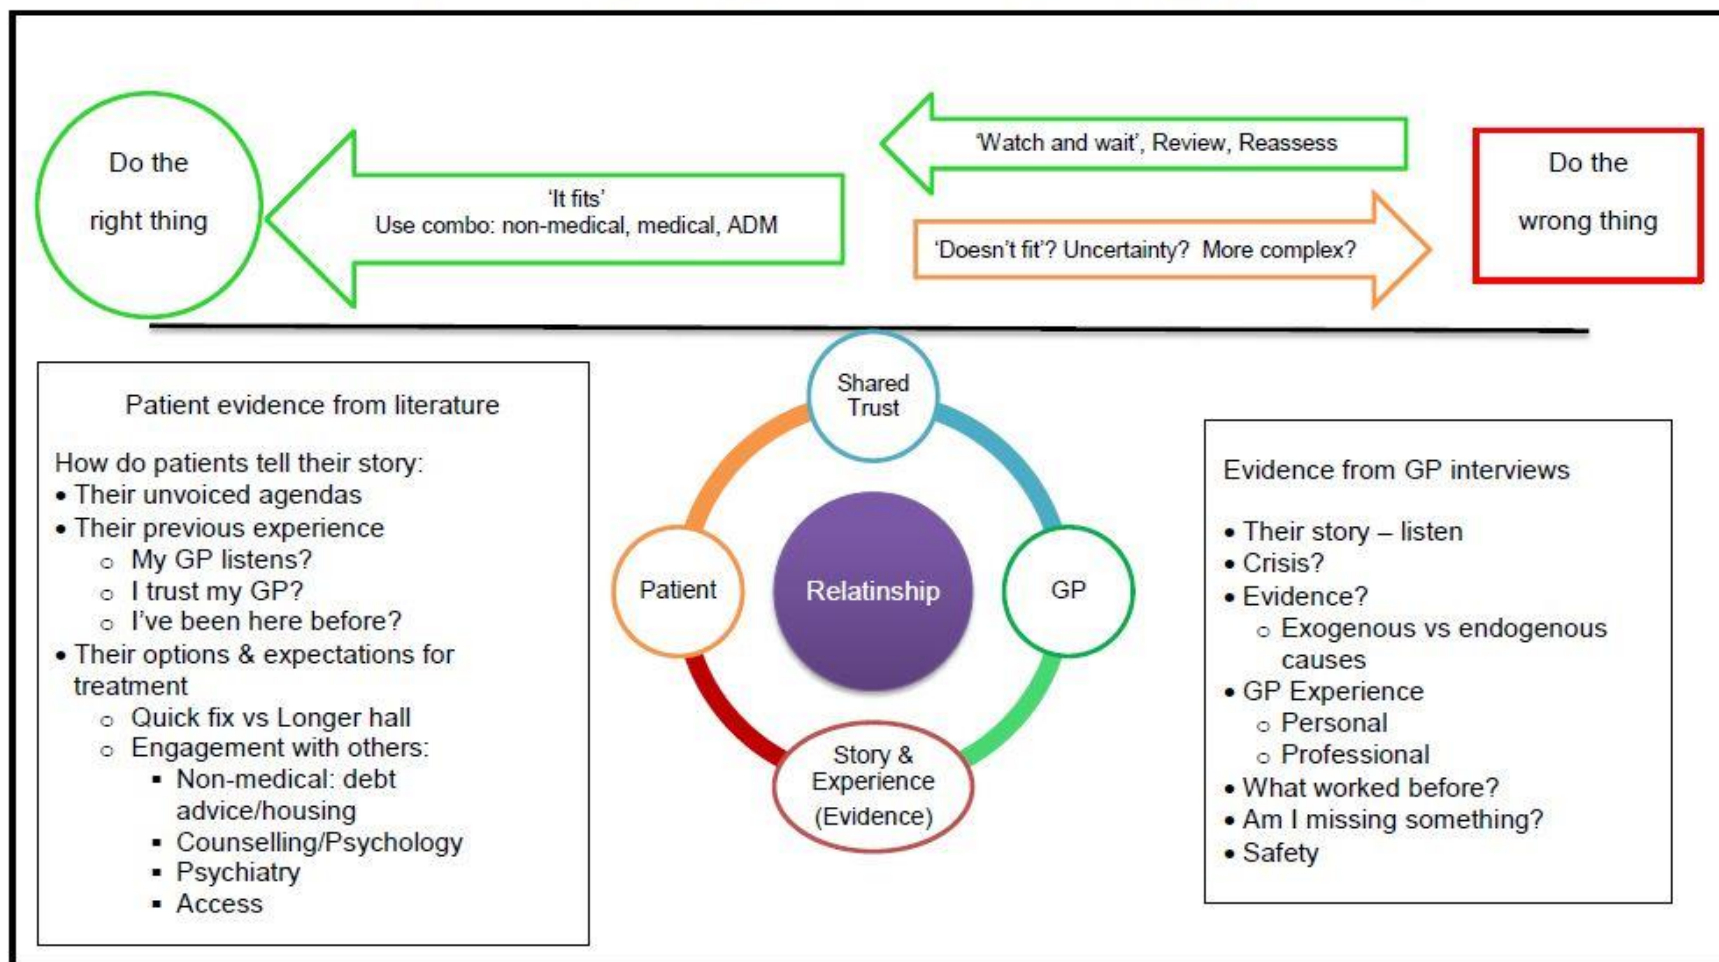 Do the
right thing
'It fits'
Use combo: non-medical, medical, ADM
'Watch and wait', Review, Reassess
'Doesn't fit'? Uncertainty?  More complex?
Do the
wrong thing
Patient evidence from literature
How do patients tell their story:
• Their unvoiced agendas
• Their previous experience
o My GP listens?
o I trust my GP?
o I've been here before?
• Their options & expectations for
treatment
o Quick fix vs Longer hall
o Engagement with others:
▪ Non-medical: debt
advice/housing
▪ Counselling/Psychology
▪ Psychiatry
▪ Access
Shared
Trust
Patient
Relatinship
GP
Story &
Experience
(Evidence)
Evidence from GP interviews
• Their story – listen
• Crisis?
• Evidence?
o Exogenous vs endogenous
causes
• GP Experience
o Personal
o Professional
• What worked before?
• Am I missing something?
• Safety